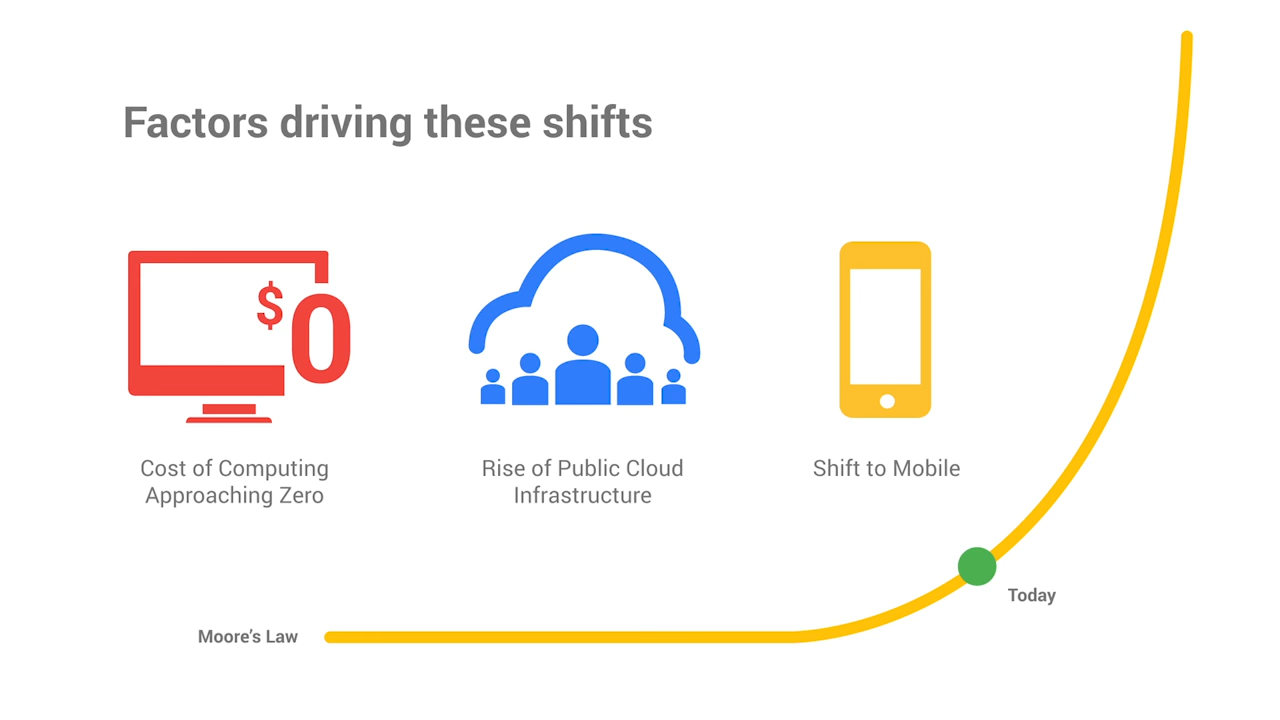 Factors driving these shifts
$0
Cost of Computing
Approaching Zero
Rise of Public Cloud
Infrastructure
Shift to Mobile
Today
Moore’s Law